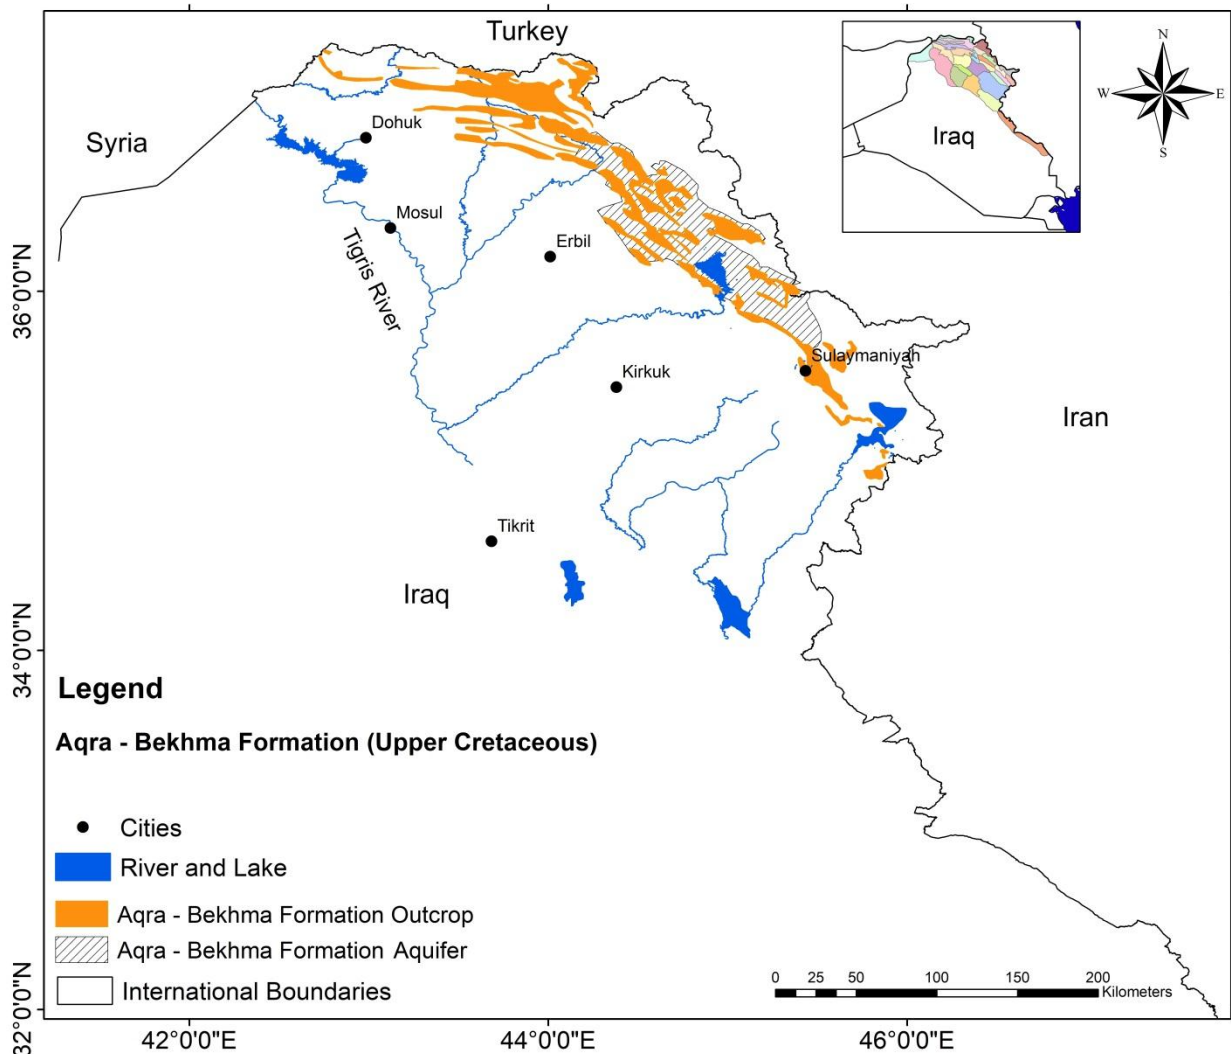 Turkey
N
W
E
S
Iraq
Syria
Dohuk
Mosul
Tigris River
Erbil
Sulaymaniyah
Kirkuk
Iran
Tikrit
Iraq
36°0'0"N
34°0'0"N
32°0'0"N
Legend
Aqra - Bekhma Formation (Upper Cretaceous)
Cities
River and Lake
Aqra - Bekhma Formation Outcrop
Aqra - Bekhma Formation Aquifer
International Boundaries
0 25 50 100 150 200
Kilometers
42°0'0"E 44°0'0"E 46°0'0"E